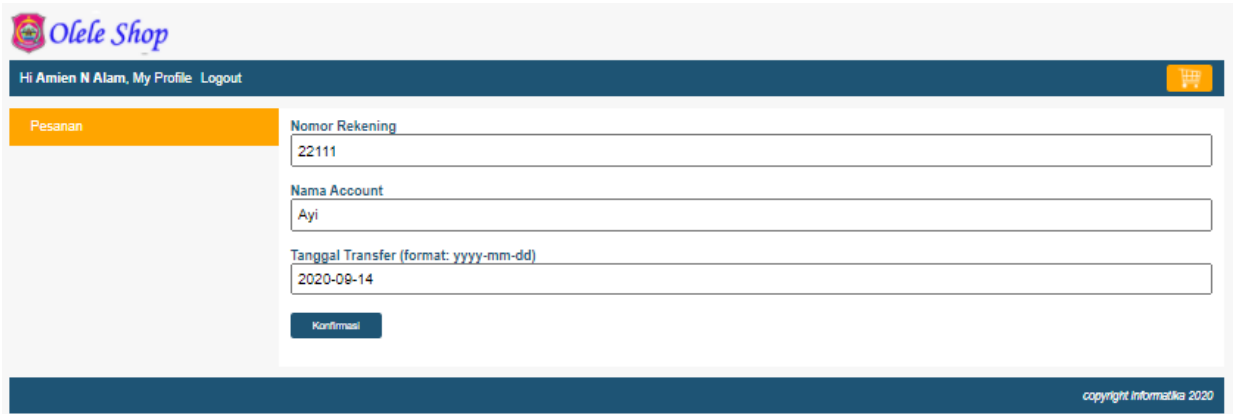 Olele Shop
Hi Amien N Alam, My Profile Logout
Pesanan
Nomor Rekening
22111
Nama Account
Ayi
Tanggal Transfer (format: yyyy-mm-dd)
2020-09-14
Konfirmasi
copyright informatika 2020